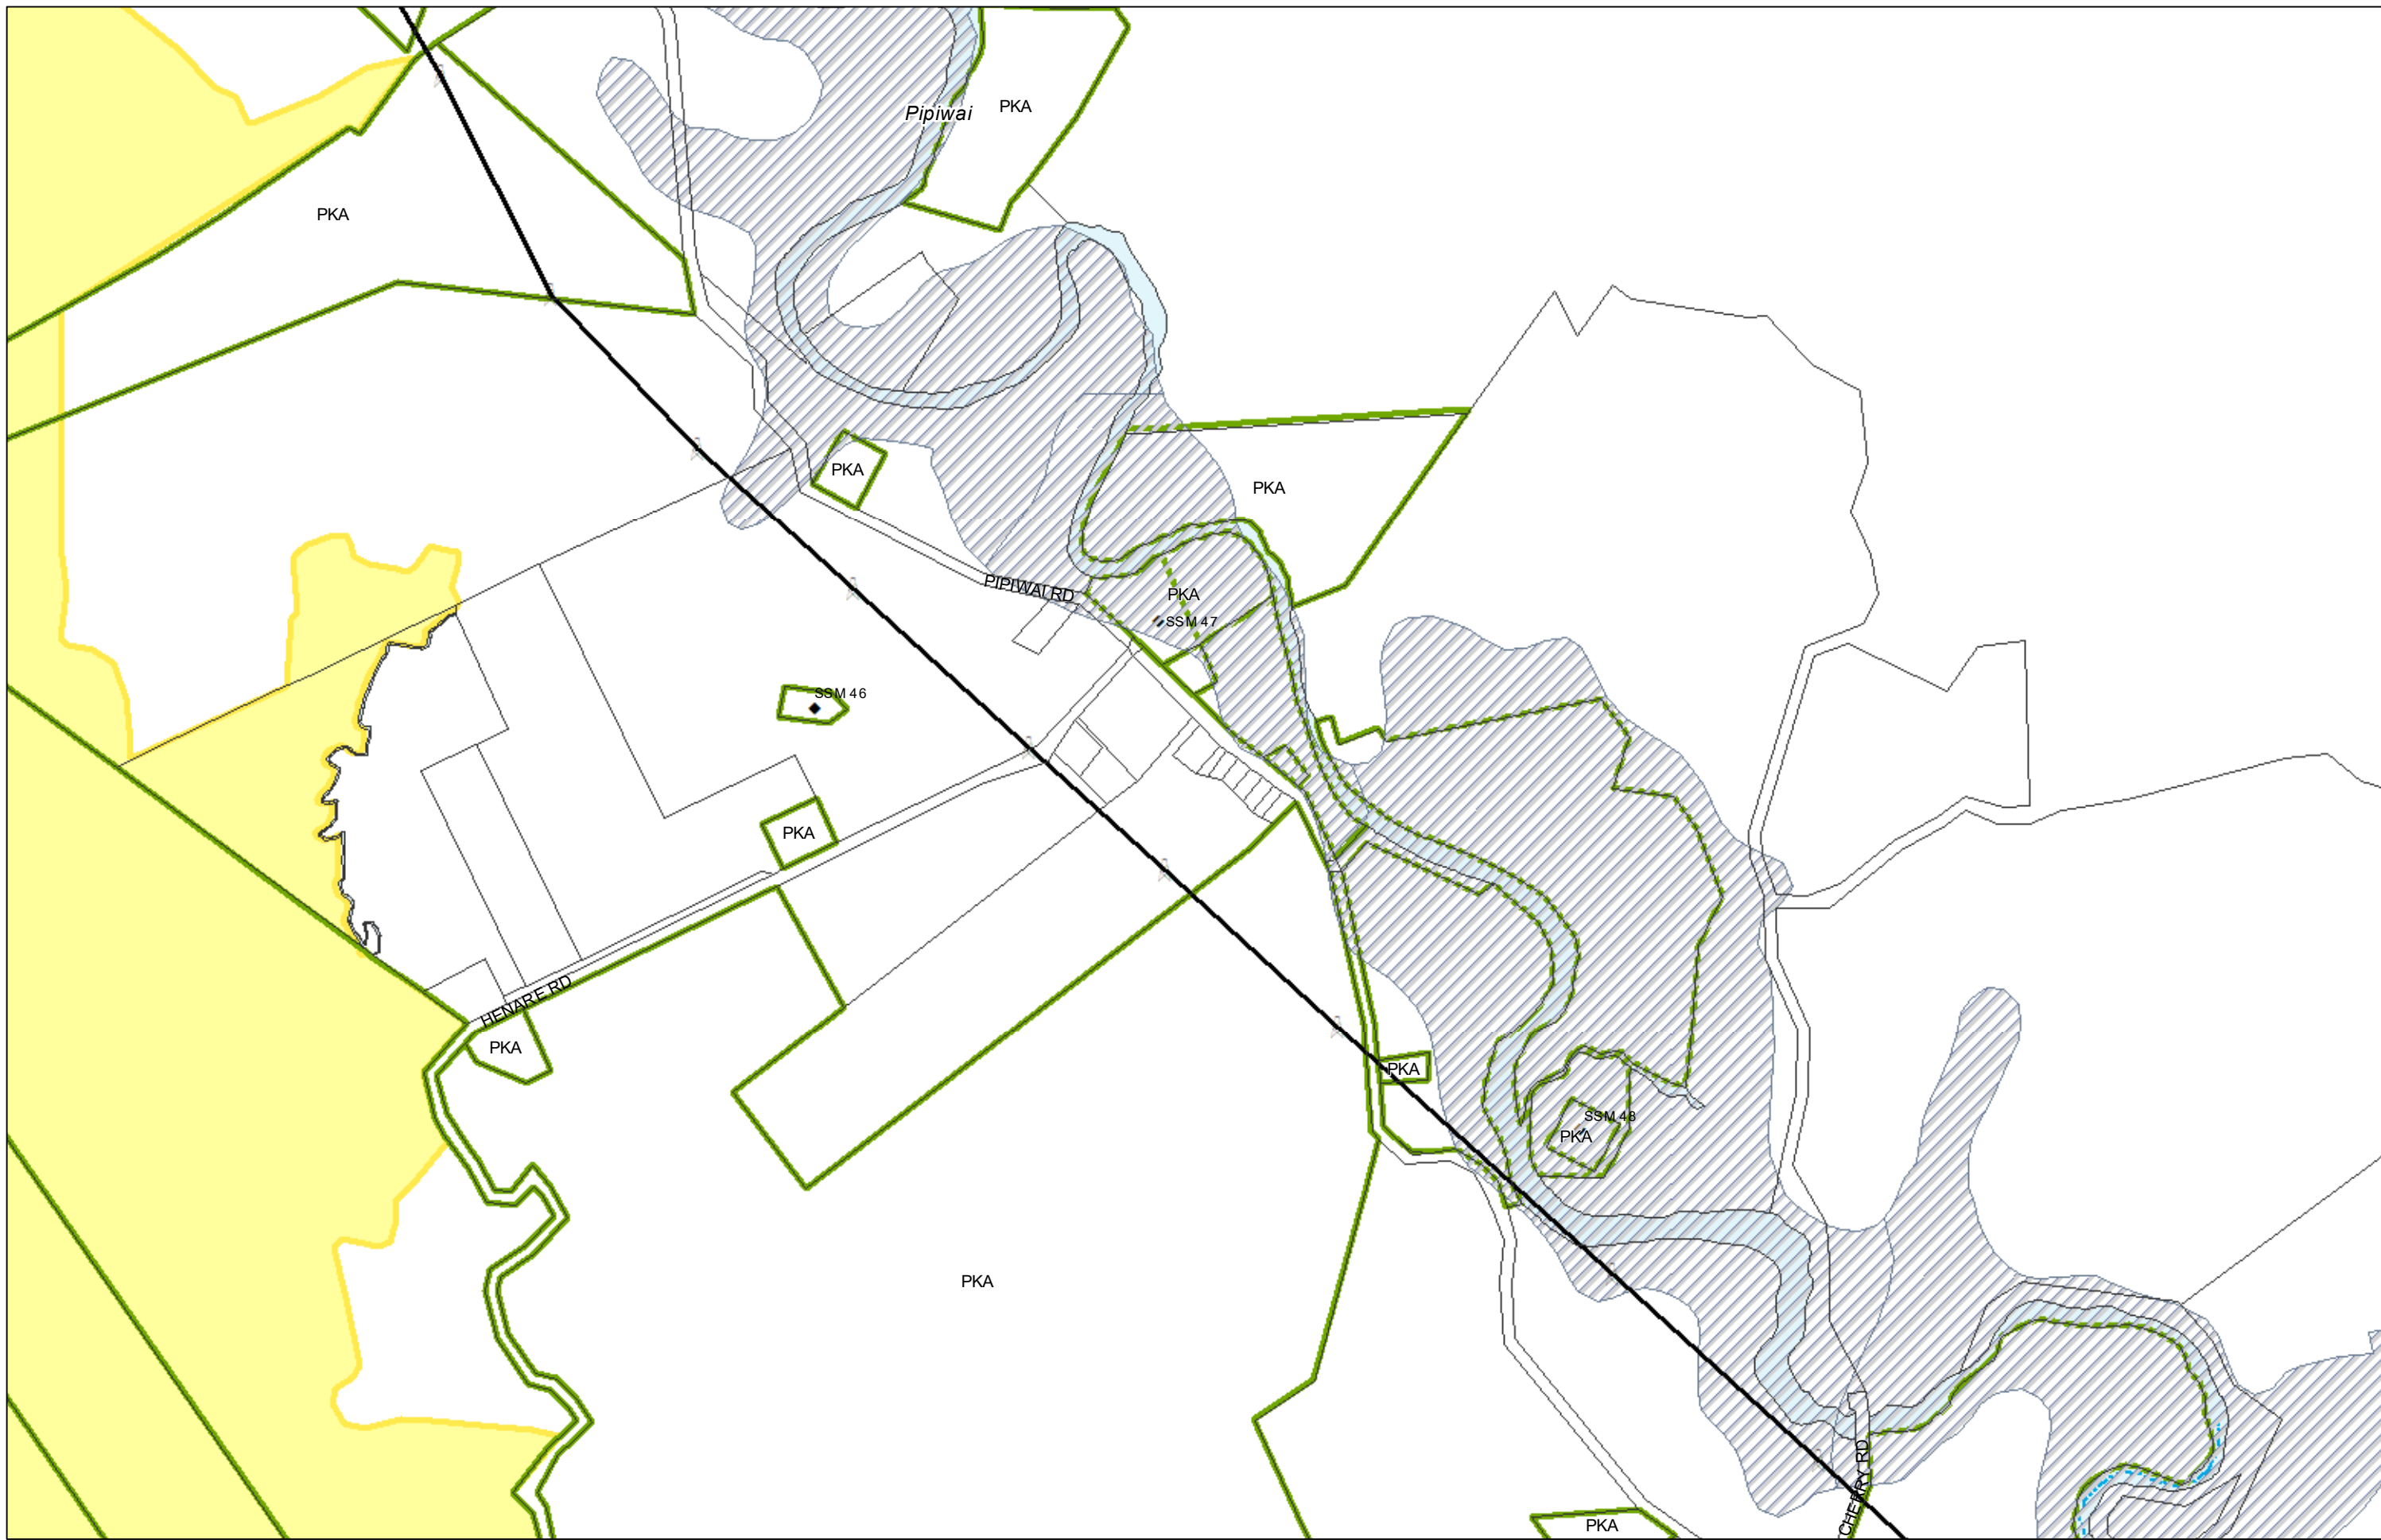 PKA
Pipiwai
PKA
PKA
PKA
PIPIWAI RD
PKA
SSM 47
SSM 46
PKA
HENARE RD
PKA
PKA
SSM 48
PKA
PKA
CHERRY RD
PKA